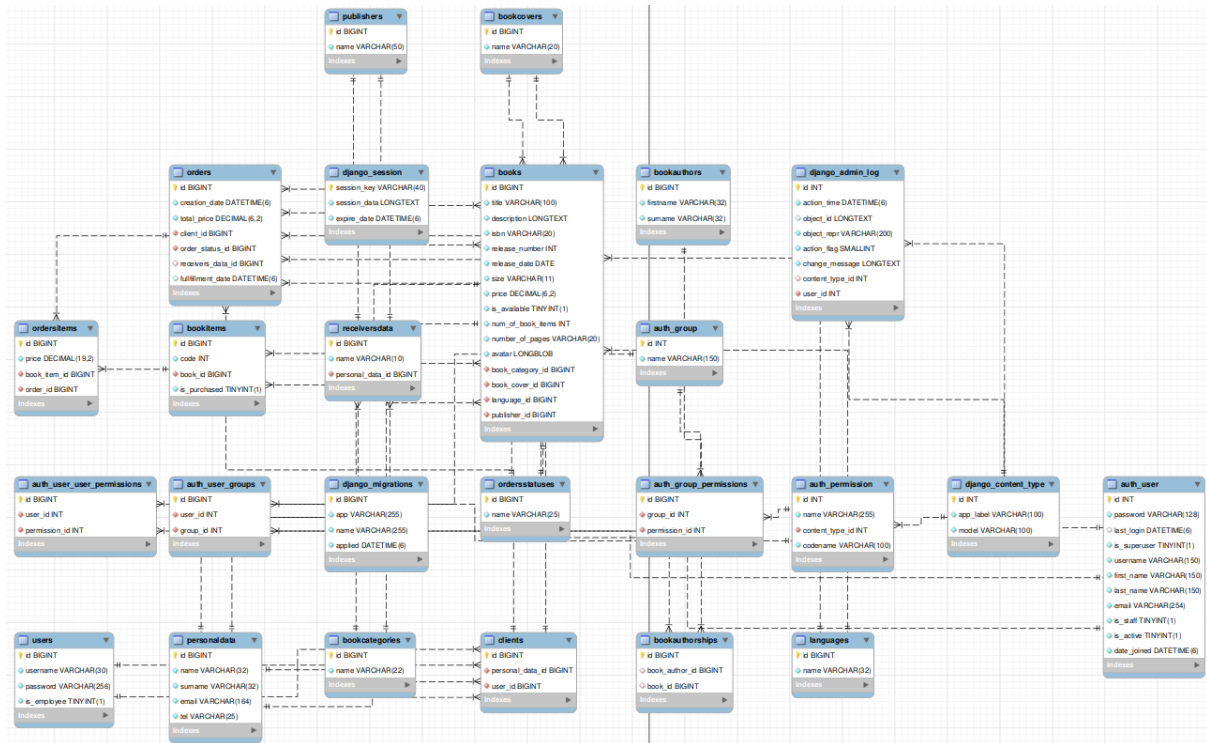 publishers
id BIGINT
name VARCHAR(50)
Indexes
bookcovers
id BIGINT
name VARCHAR(20)
Indexes
orders
id BIGINT
creation_date DATETIME(6)
total_price DECIMAL(6,2)
client_id BIGINT
order_status_id BIGINT
receivers_data_id BIGINT
fullfillment_date DATETIME(6)
Indexes
django_session
session_key VARCHAR(40)
session_data LONGTEXT
expire_date DATETIME(6)
Indexes
books
id BIGINT
title VARCHAR(100)
description LONGTEXT
isbn VARCHAR(20)
release_number INT
release_date DATE
size VARCHAR(11)
price DECIMAL(6,2)
is_available TINYINT(1)
num_of_book_items INT
number_of_pages VARCHAR(20)
avatar LONGBLOB
book_category_id BIGINT
book_cover_id BIGINT
language_id BIGINT
publisher_id BIGINT
Indexes
bookauthors
id BIGINT
firstname VARCHAR(32)
surname VARCHAR(32)
Indexes
django_admin_log
id INT
action_time DATETIME(6)
object_id LONGTEXT
object_repr VARCHAR(200)
action_flag SMALLINT
change_message LONGTEXT
content_type_id INT
user_id INT
Indexes
ordersitems
id BIGINT
price DECIMAL(19,2)
book_item_id BIGINT
order_id BIGINT
Indexes
bookitems
id BIGINT
code INT
book_id BIGINT
is_purchased TINYINT(1)
Indexes
receiversdata
id BIGINT
name VARCHAR(10)
personal_data_id BIGINT
Indexes
auth_group
id INT
name VARCHAR(150)
Indexes
auth_user_user_permissions
id BIGINT
user_id INT
permission_id INT
Indexes
auth_user_groups
id BIGINT
user_id INT
group_id INT
Indexes
django_migrations
id BIGINT
app VARCHAR(255)
name VARCHAR(255)
applied DATETIME(6)
Indexes
ordersstatuses
id BIGINT
name VARCHAR(25)
Indexes
auth_group_permissions
id BIGINT
group_id INT
permission_id INT
Indexes
auth_permission
id INT
name VARCHAR(255)
content_type_id INT
codename VARCHAR(100)
Indexes
django_content_type
id INT
app_label VARCHAR(100)
model VARCHAR(100)
Indexes
auth_user
id INT
password VARCHAR(128)
last_login DATETIME(6)
is_superuser TINYINT(1)
username VARCHAR(150)
first_name VARCHAR(150)
last_name VARCHAR(150)
email VARCHAR(254)
is_staff TINYINT(1)
is_active TINYINT(1)
date_joined DATETIME(6)
Indexes
users
id BIGINT
username VARCHAR(30)
password VARCHAR(256)
is_employee TINYINT(1)
Indexes
personaldata
id BIGINT
name VARCHAR(32)
surname VARCHAR(32)
email VARCHAR(164)
tel VARCHAR(25)
Indexes
bookcategories
id BIGINT
name VARCHAR(22)
Indexes
clients
id BIGINT
personal_data_id BIGINT
user_id BIGINT
Indexes
bookauthorships
id BIGINT
book_author_id BIGINT
book_id BIGINT
Indexes
languages
id BIGINT
name VARCHAR(32)
Indexes